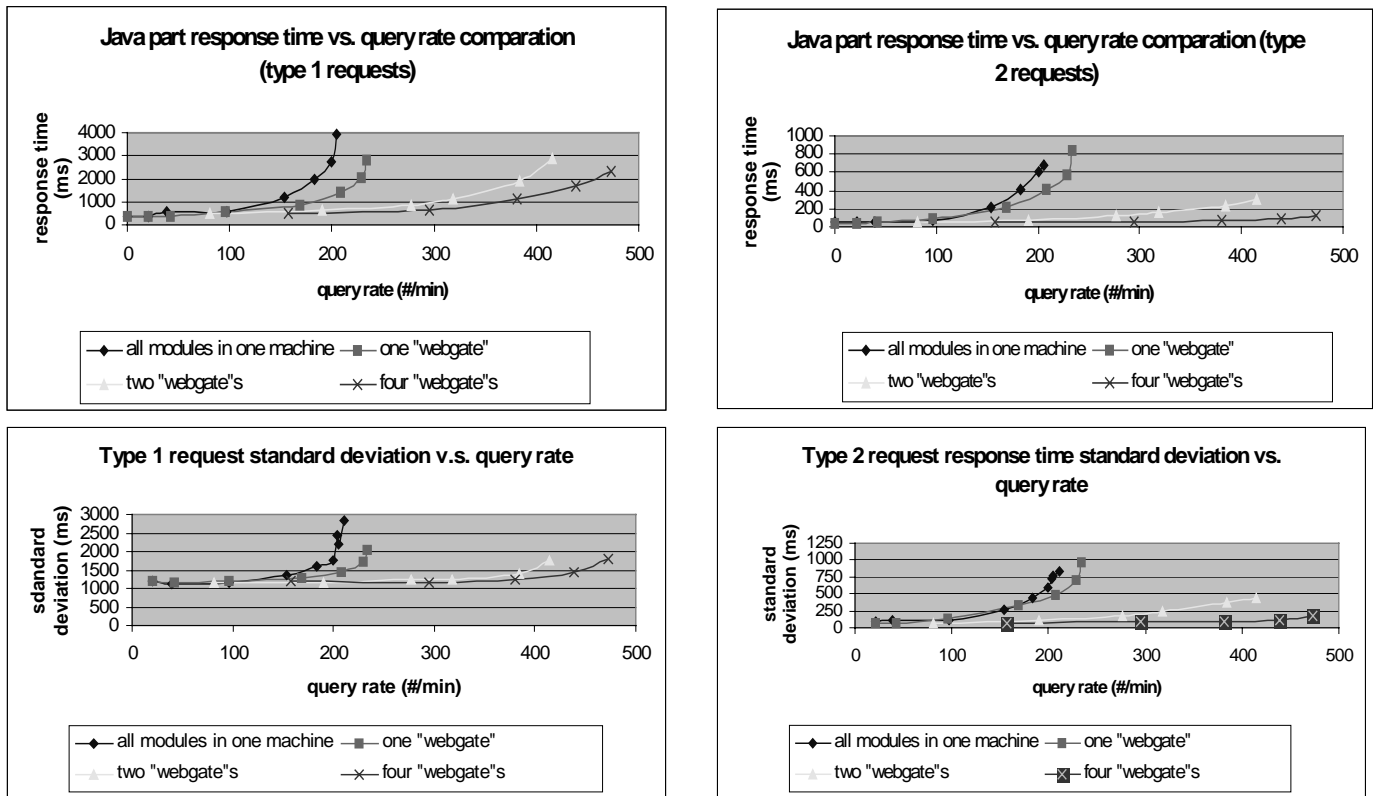 Java part response time vs. query rate comparation
(type 1 requests)
response time
(ms)
4000
3000
2000
1000
0
0 100 200 300 400 500
query rate (#/min)
all modules in one machine
one "webgate"
two "webgate"s
four "webgate"s
Java part response time vs. query rate comparation (type
2 requests)
response time
(ms)
1000
800
600
400
200
0
0 100 200 300 400 500
query rate (#/min)
all modules in one machine
one "webgate"
two "webgate"s
four "webgate"s
Type 1 request standard deviation v.s. query rate
sdandard
deviation (ms)
3000
2500
2000
1500
1000
500
0
0 100 200 300 400 500
query rate (#/min)
all modules in one machine
one "webgate"
two "webgate"s
four "webgate"s
Type 2 request response time standard deviation vs.
query rate
standard
deviation (ms)
1250
1000
750
500
250
0
0 100 200 300 400 500
query rate (#/min)
all modules in one machine
one "webgate"
two "webgate"s
four "webgate"s